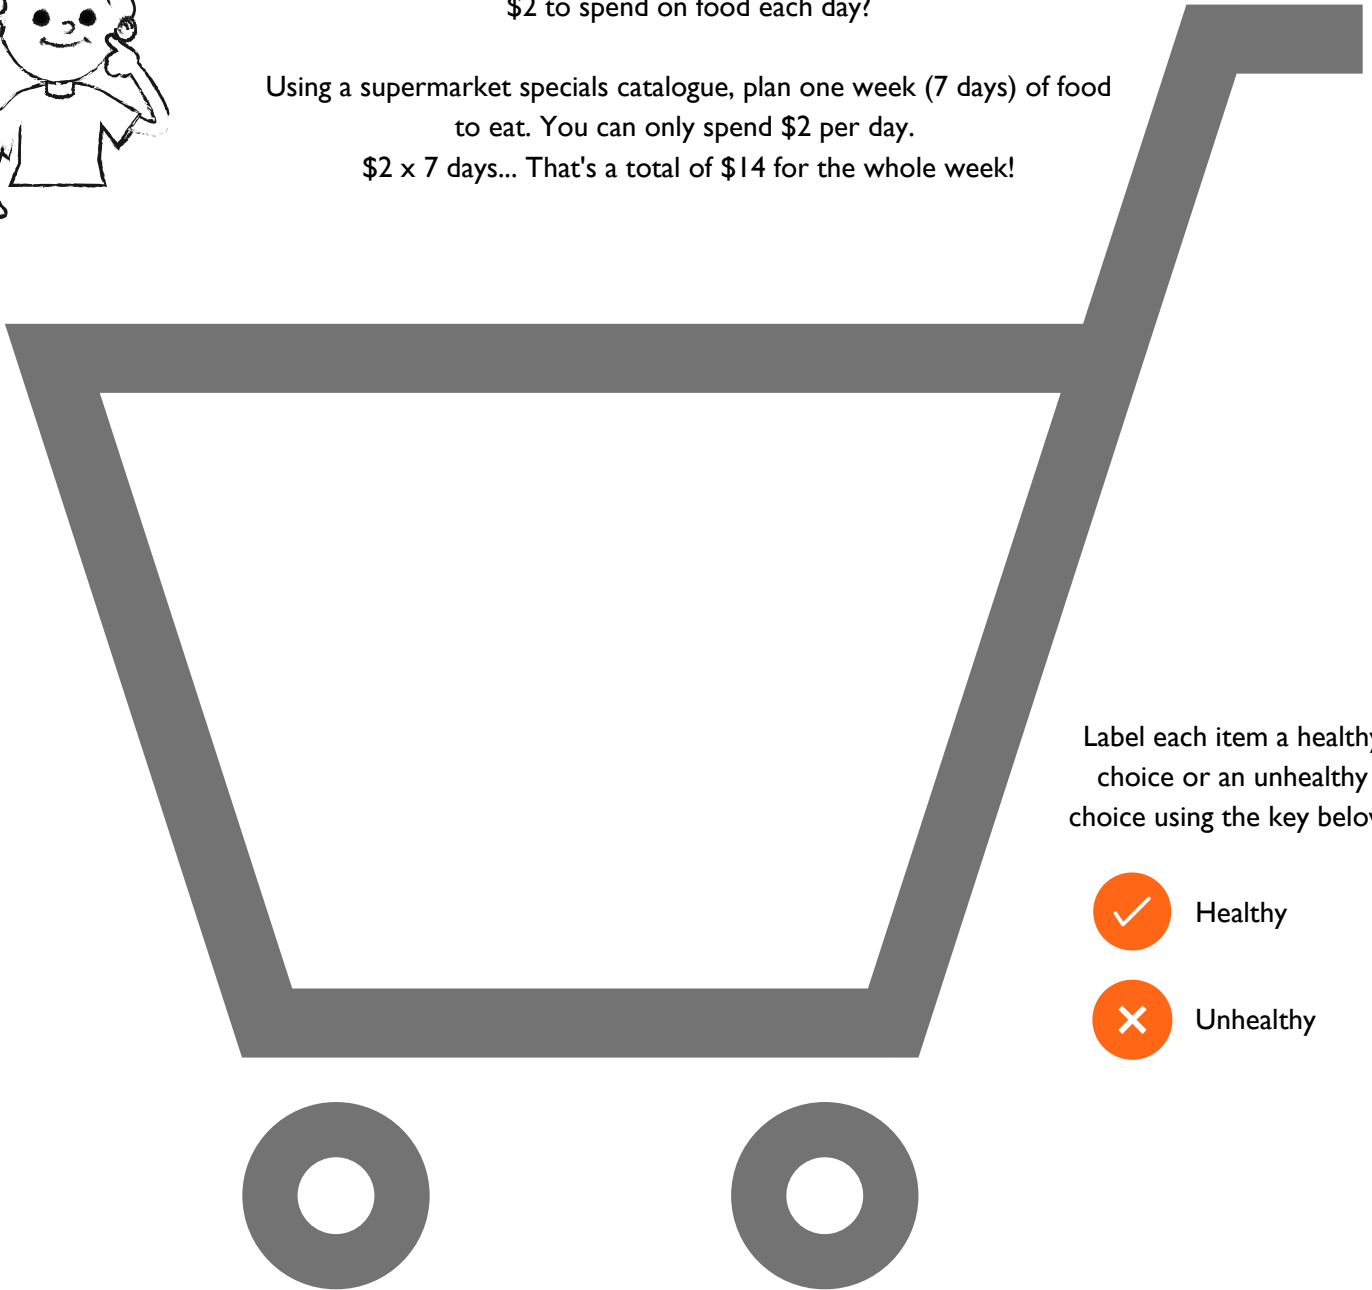 $2 to spend on food each day?
Using a supermarket specials catalogue, plan one week (7 days) of food
to eat. You can only spend $2 per day.
$2 x 7 days... That's a total of $14 for the whole week!
Label each item a healthy
choice or an unhealthy
choice using the key below
Healthy
Unhealthy